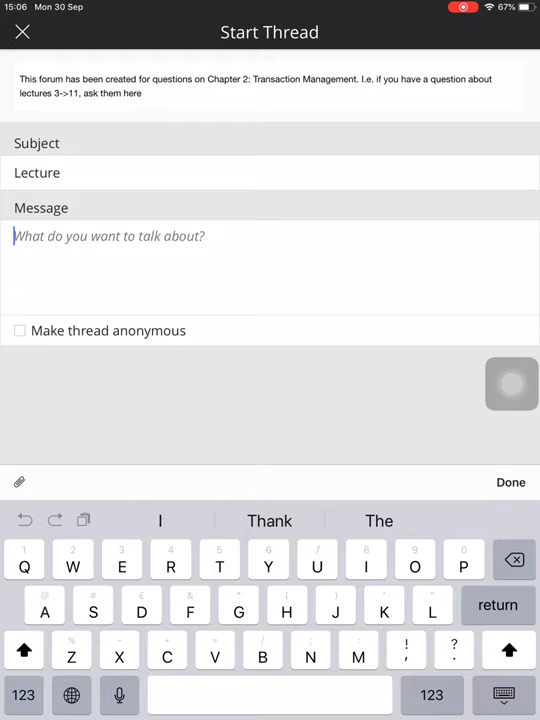 15:06 Mon 30 Sep 67%
Start Thread
This forum has been created for questions on Chapter 2: Transaction Management. I.e. if you have a question about
lectures 3->11, ask them here
Subject
Lecture
Message
What do you want to talk about?
Make thread anonymous
Done
I Thank The
1 2 3 4 5 6 7 8 9 0
Q W E R T Y U I O P
@ # £ & * ( ) ' "
A S D F G H J K L return
% - + = / ; : ! ?
Z X C V B N M , .
123 123